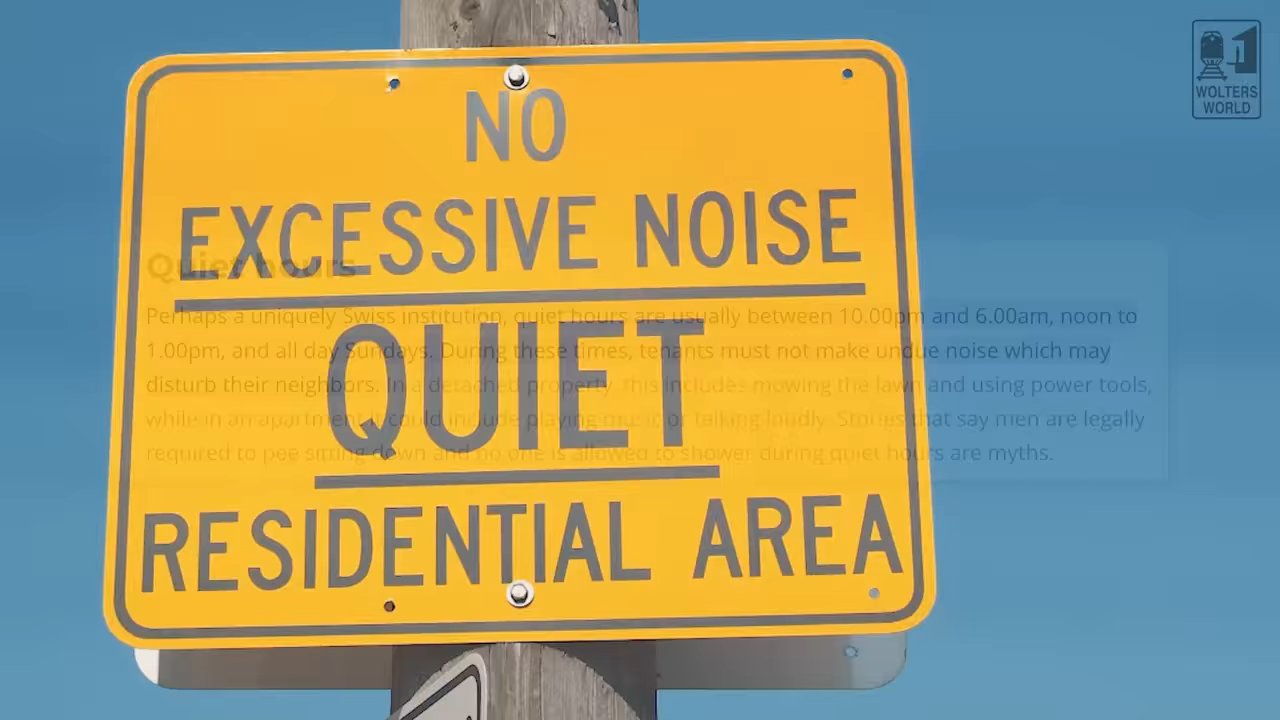 NO
EXCESSIVE NOISE
QUIET
RESIDENTIAL AREA
Quiet hours
Perhaps a uniquely Swiss institution, quiet hours are usually between 10.00pm and 6.00am, noon to
1.00pm, and all day Sundays. During these times, tenants must not make undue noise which may
disturb their neighbors. In a detached property, this includes mowing the lawn and using power tools,
while in an apartment it could include playing music or talking loudly. Stories that say men are legally
required to pee sitting down and no one is allowed to shower during quiet hours are myths.
1
WOLTERS
WORLD